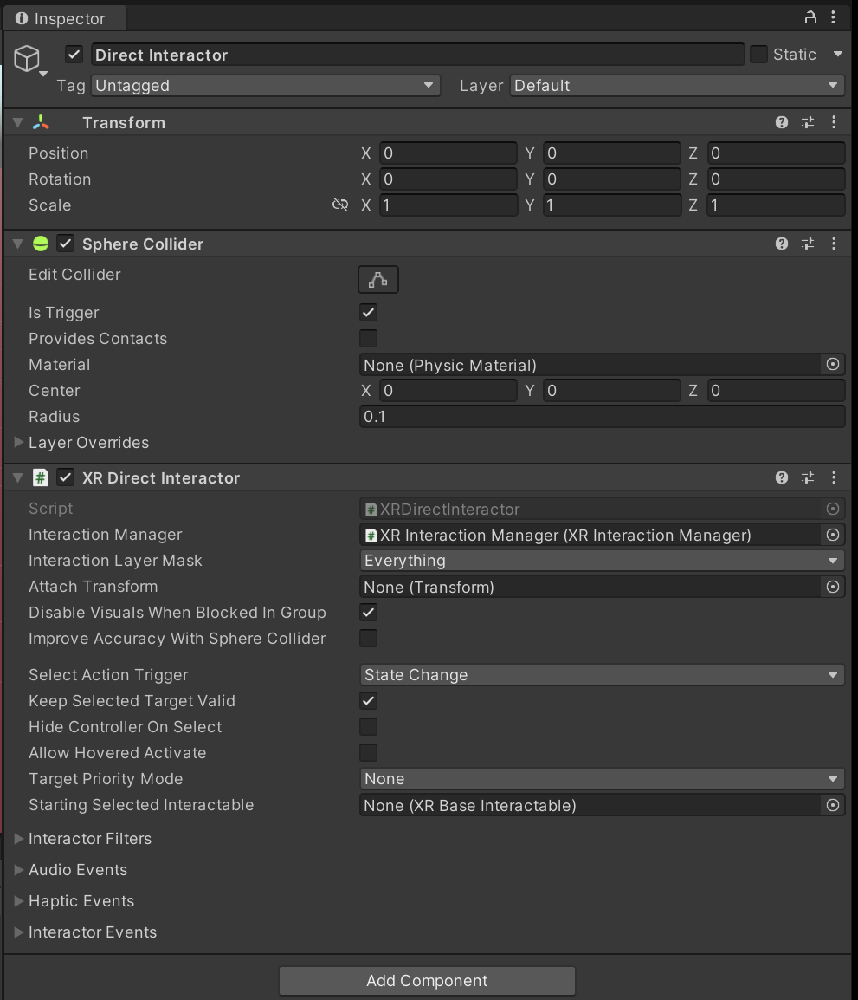 Inspector
Direct Interactor Static
Tag Untagged Layer Default
Transform
Position X 0 Y 0 Z 0
Rotation X 0 Y 0 Z 0
Scale X 1 Y 1 Z 1
Sphere Collider
Edit Collider
Is Trigger
Provides Contacts
Material None (Physic Material)
Center X 0 Y 0 Z 0
Radius 0.1
Layer Overrides
# XR Direct Interactor
Script # XRDirectInteractor
Interaction Manager # XR Interaction Manager (XR Interaction Manager)
Interaction Layer Mask Everything
Attach Transform None (Transform)
Disable Visuals When Blocked In Group
Improve Accuracy With Sphere Collider
Select Action Trigger State Change
Keep Selected Target Valid
Hide Controller On Select
Allow Hovered Activate
Target Priority Mode None
Starting Selected Interactable None (XR Base Interactable)
Interactor Filters
Audio Events
Haptic Events
Interactor Events
Add Component